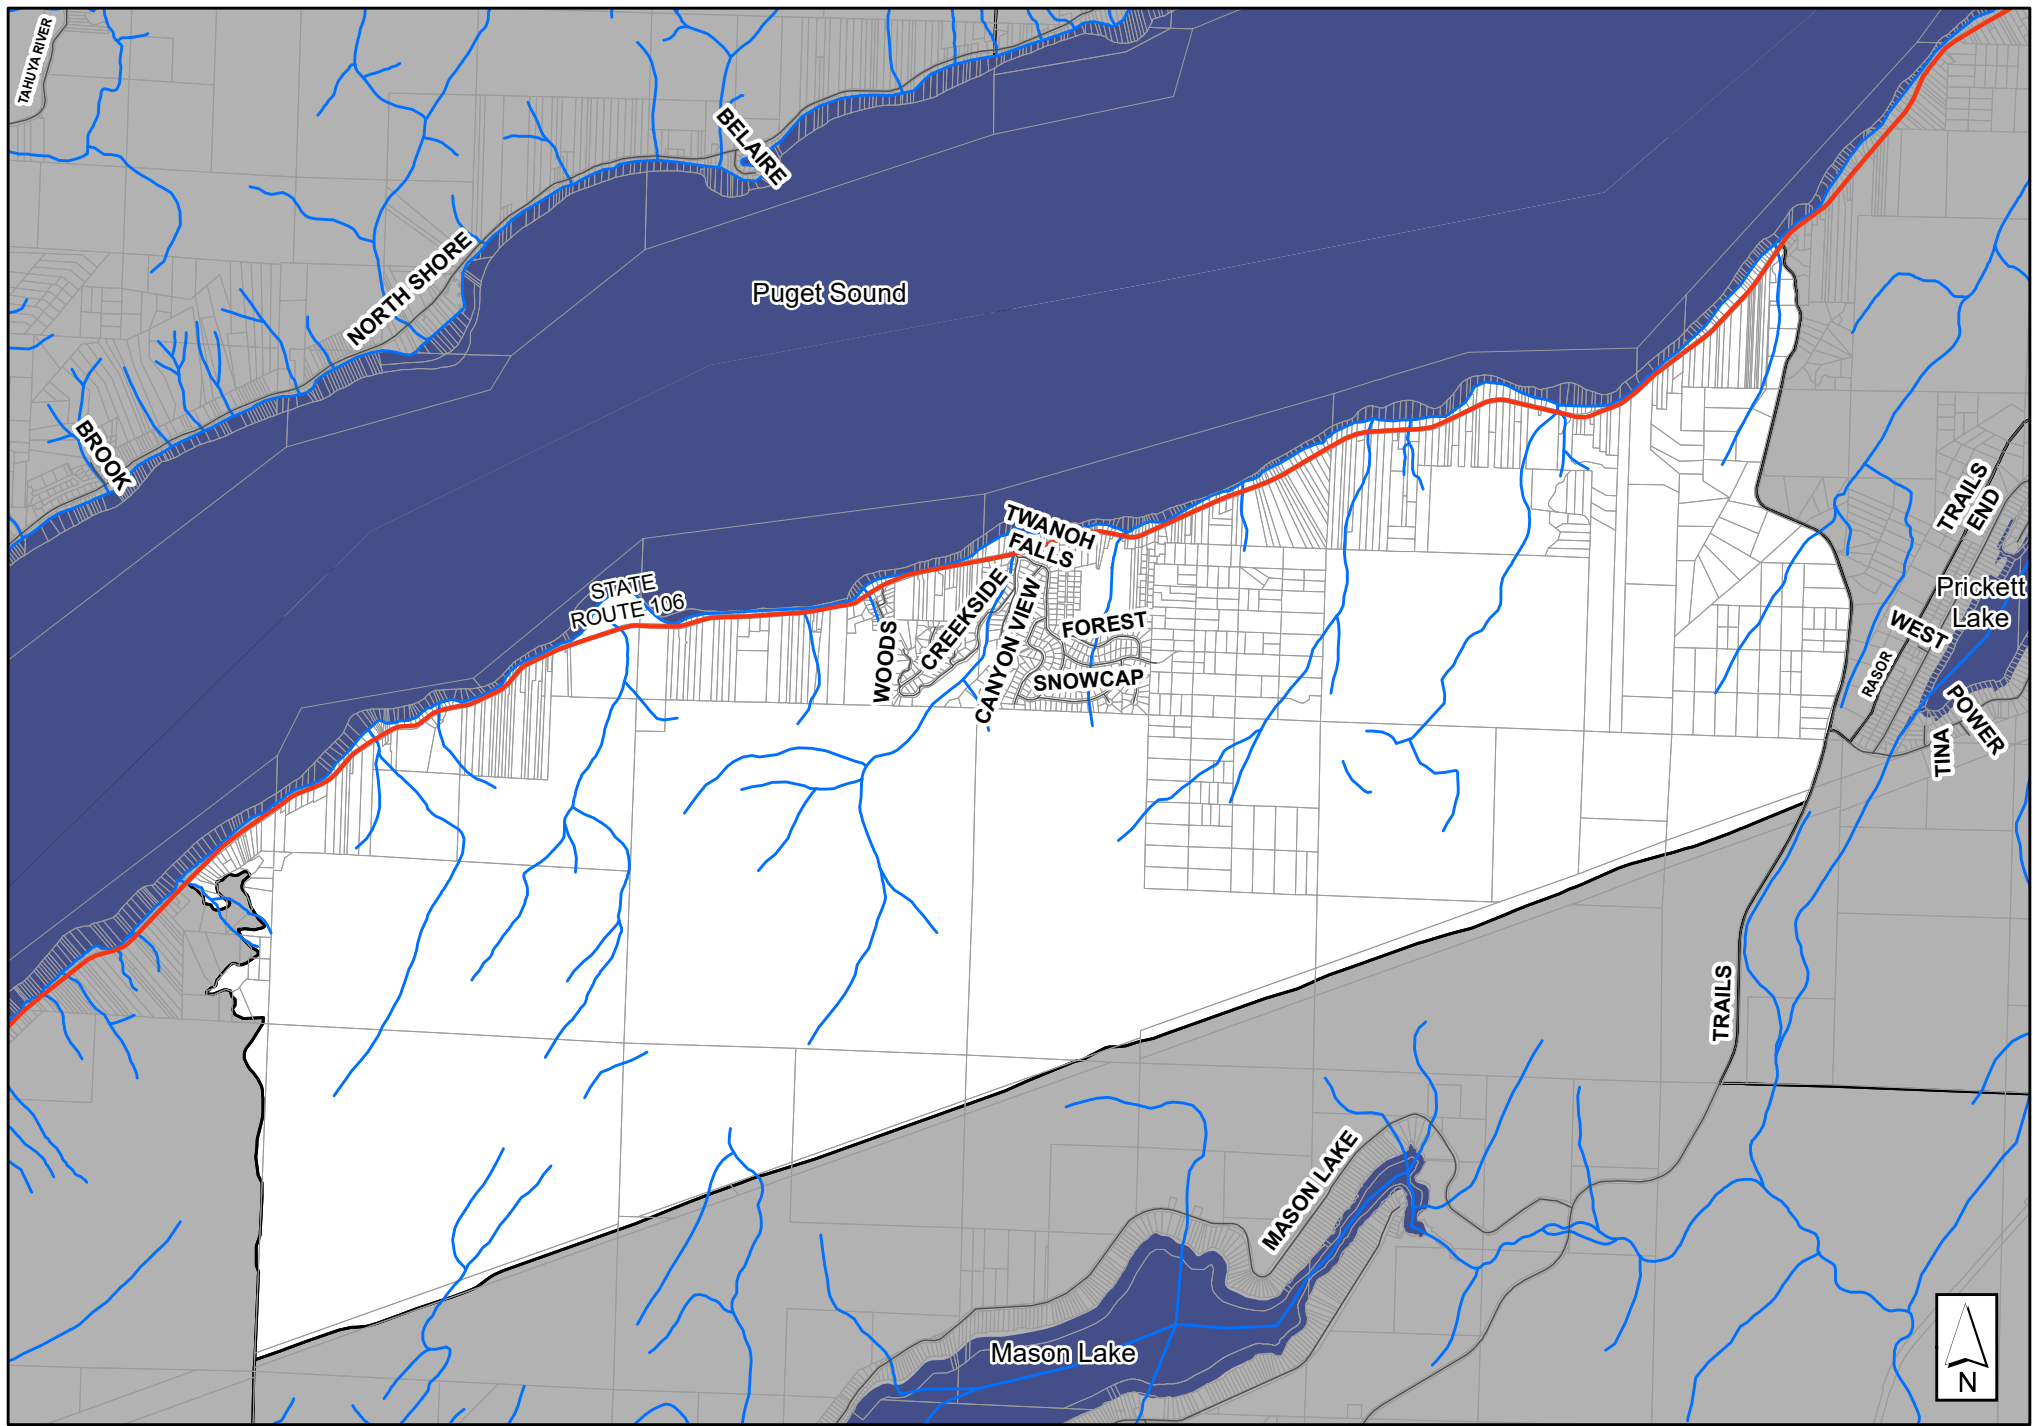 TAHUYA RIVER
BELAIRE
NORTH SHORE
Puget Sound
BROOK
TRAILS
END
TWANOH
FALLS
STATE
ROUTE 106
Prickett
Lake
WEST
CREEKSIDE
CANYON VIEW
FOREST
WOODS
SNOWCAP
RASOR
POWER
TINA
TRAILS
MASON LAKE
Mason Lake
N